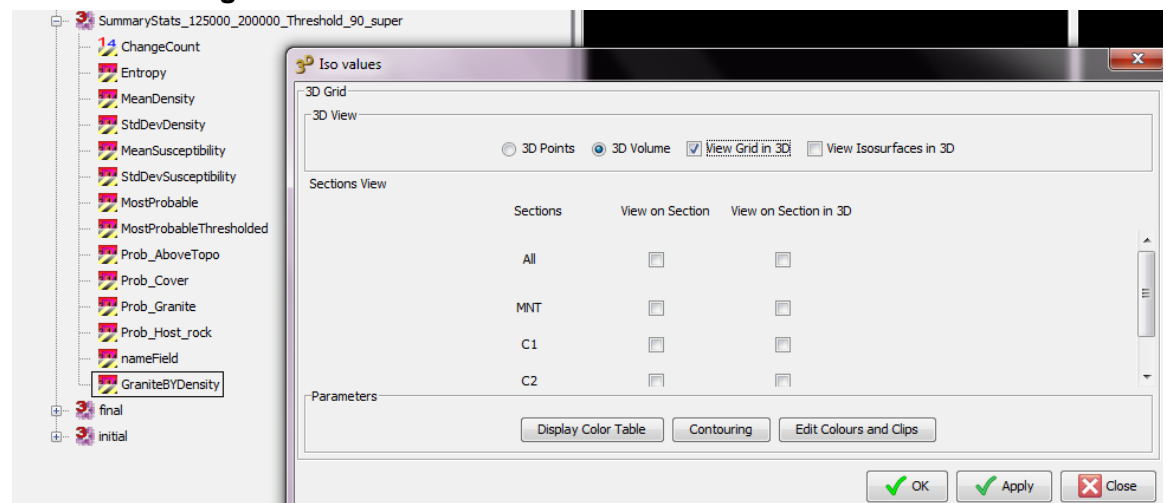 SummaryStats_125000_200000_Threshold_90_super
ChangeCount
Entropy
MeanDensity
StdDevDensity
MeanSusceptibility
StdDevSusceptibility
MostProbable
MostProbableThresholded
Prob_AboveTopo
Prob_Cover
Prob_Granite
Prob_Host_rock
nameField
GraniteBYDensity
final
initial
Iso values
3D Grid
3D View
3D Points 3D Volume View Grid in 3D View Isosurfaces in 3D
Sections View
Sections View on Section View on Section in 3D
All
MNT
C1
C2
Parameters
Display Color Table Contouring Edit Colours and Clips
OK Apply Close